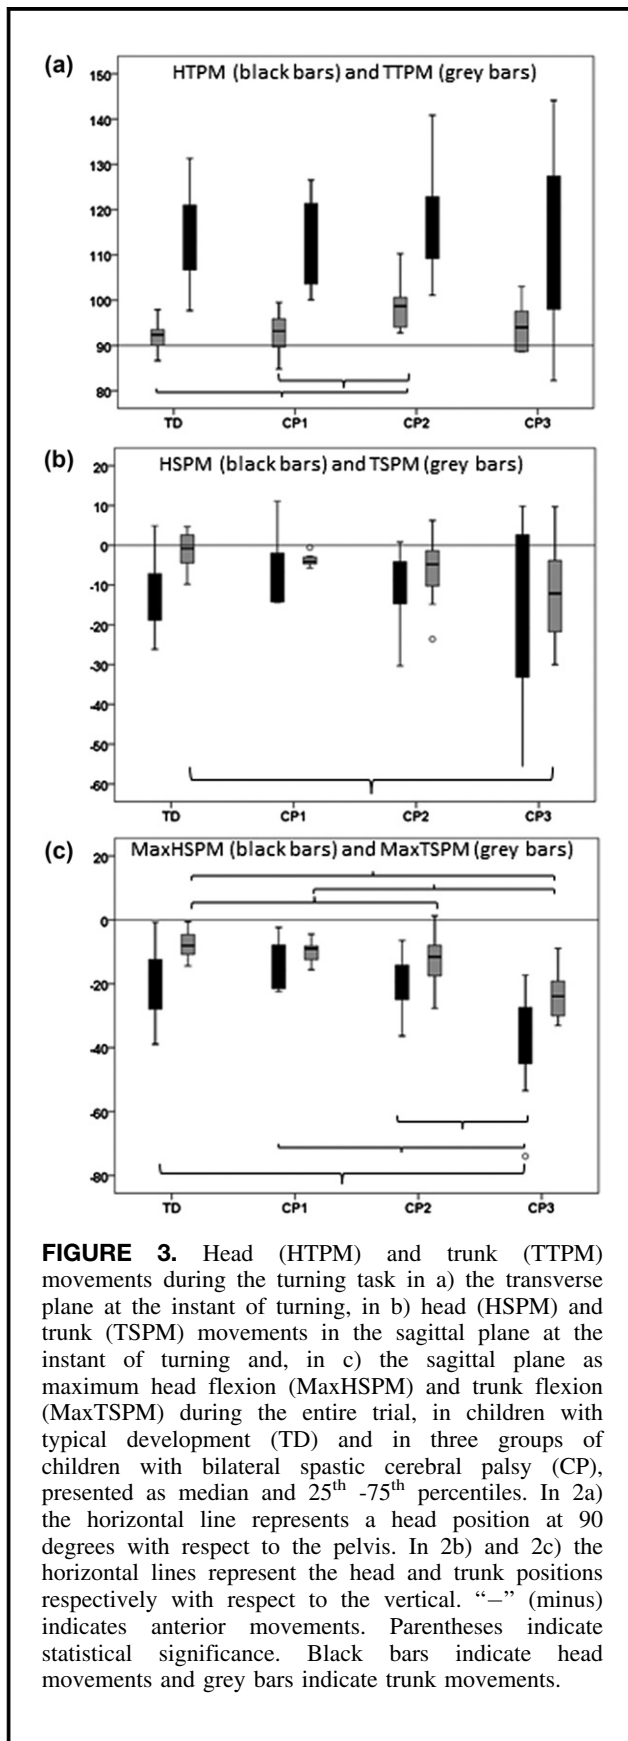 (a)
HTPM (black bars) and TTPM (grey bars)
150
140
130
120
110
100
90
80
TD CP1 CP2 CP3
(b)
HSPM (black bars) and TSPM (grey bars)
20
10
0
-10
-20
-30
-40
-50
-60
TD CP1 CP2 CP3
(c)
MaxHSPM (black bars) and MaxTSPM (grey bars)
20
0
-20
-40
-60
-80
TD CP1 CP2 CP3
FIGURE 3. Head (HTPM) and trunk (TTPM)
movements during the turning task in a) the transverse
plane at the instant of turning, in b) head (HSPM) and
trunk (TSPM) movements in the sagittal plane at the
instant of turning and, in c) the sagittal plane as
maximum head flexion (MaxHSPM) and trunk flexion
(MaxTSPM) during the entire trial, in children with
typical development (TD) and in three groups of
children with bilateral spastic cerebral palsy (CP),
presented as median and 25th -75th percentiles. In 2a)
the horizontal line represents a head position at 90
degrees with respect to the pelvis. In 2b) and 2c) the
horizontal lines represent the head and trunk positions
respectively with respect to the vertical. “−” (minus)
indicates anterior movements. Parentheses indicate
statistical significance. Black bars indicate head
movements and grey bars indicate trunk movements.